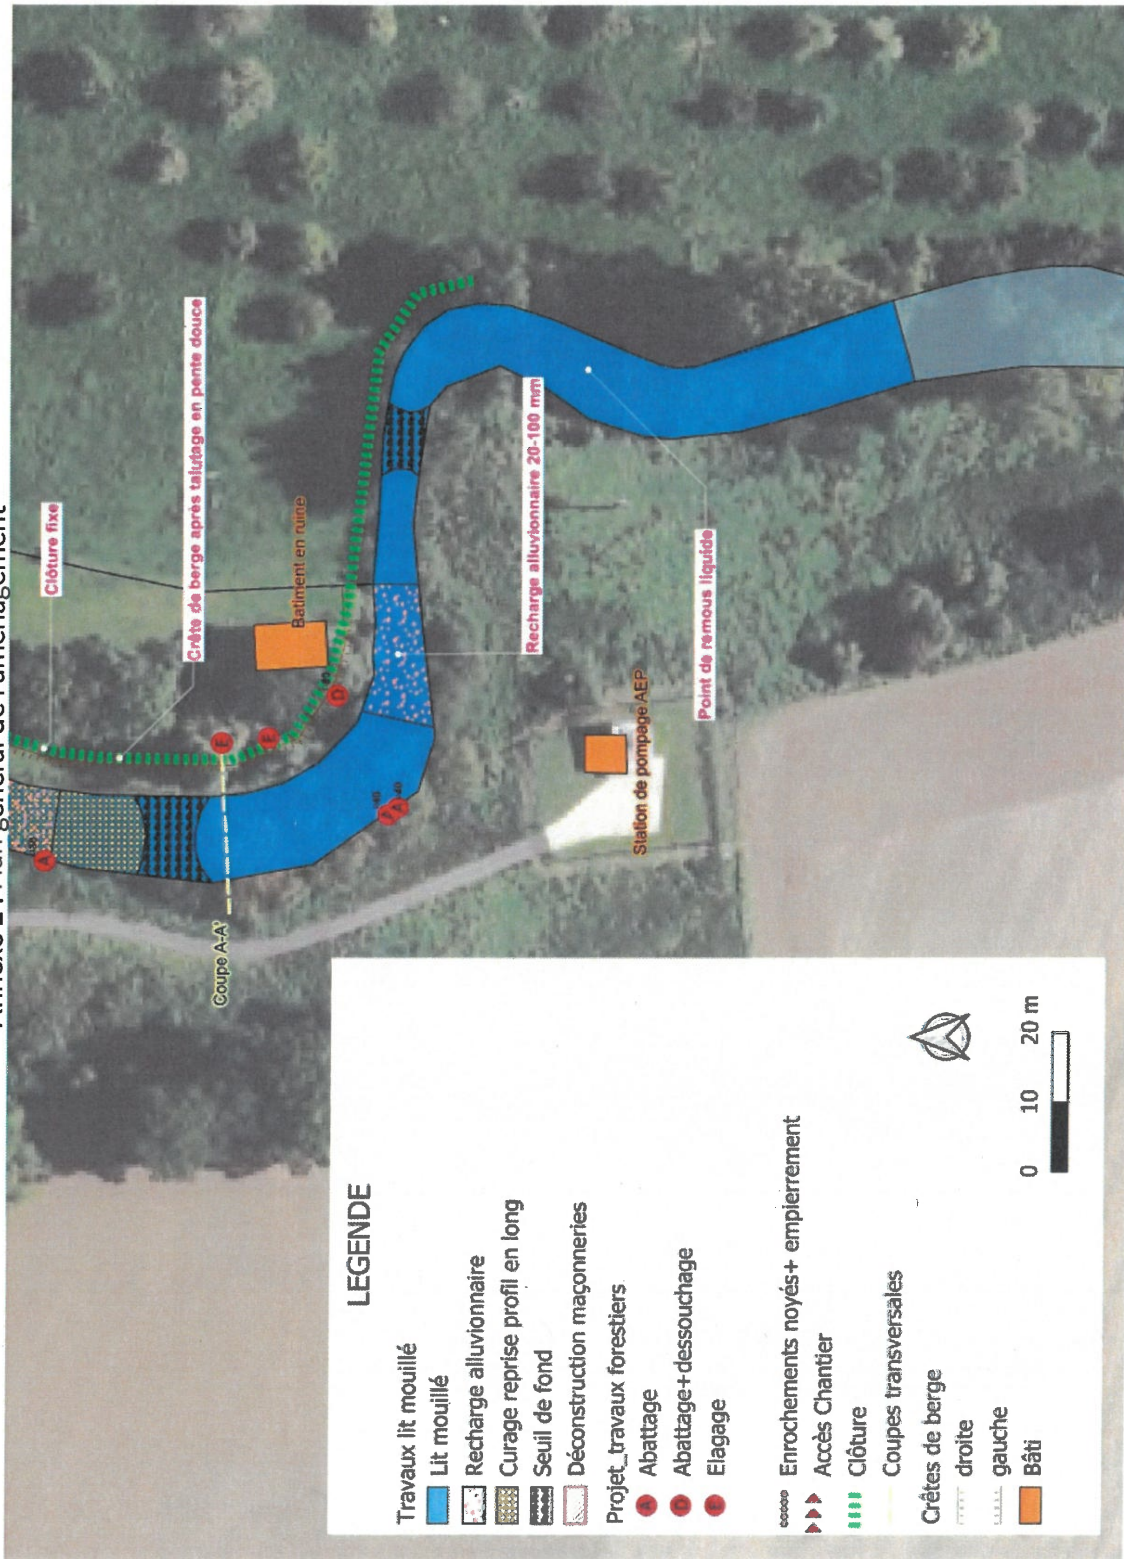 Annexe 2 : Plan général de l'aménagement
Clôture fixe
Crête de berge après talutage en pente douce
Batiment en ruine
Recharge alluvionnaire 20-100 mm
Point de remous liquide
Station de pompage AEP
Coupe A-A'
A
E
E
D
A
40
40
LEGENDE
Travaux lit mouillé
Lit mouillé
Recharge alluvionnaire
Curage reprise profil en long
Seuil de fond
Déconstruction maçonneries
Projet_travaux forestiers
A Abattage
D Abattage+dessouchage
E Elagage
Enrochements noyés+ empierrement
Accès Chantier
Clôture
Coupes transversales
Crêtes de berge
droite
gauche
Bâti
0 10 20 m